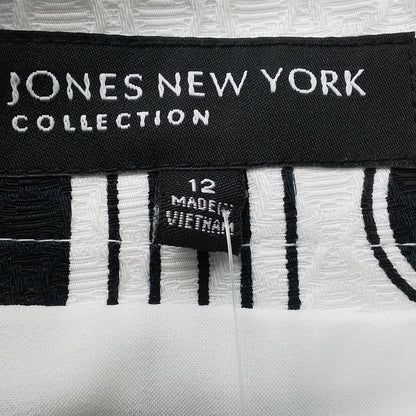 JONES NEW YORK
COLLECTION
12
MADE IN
VIETNAM